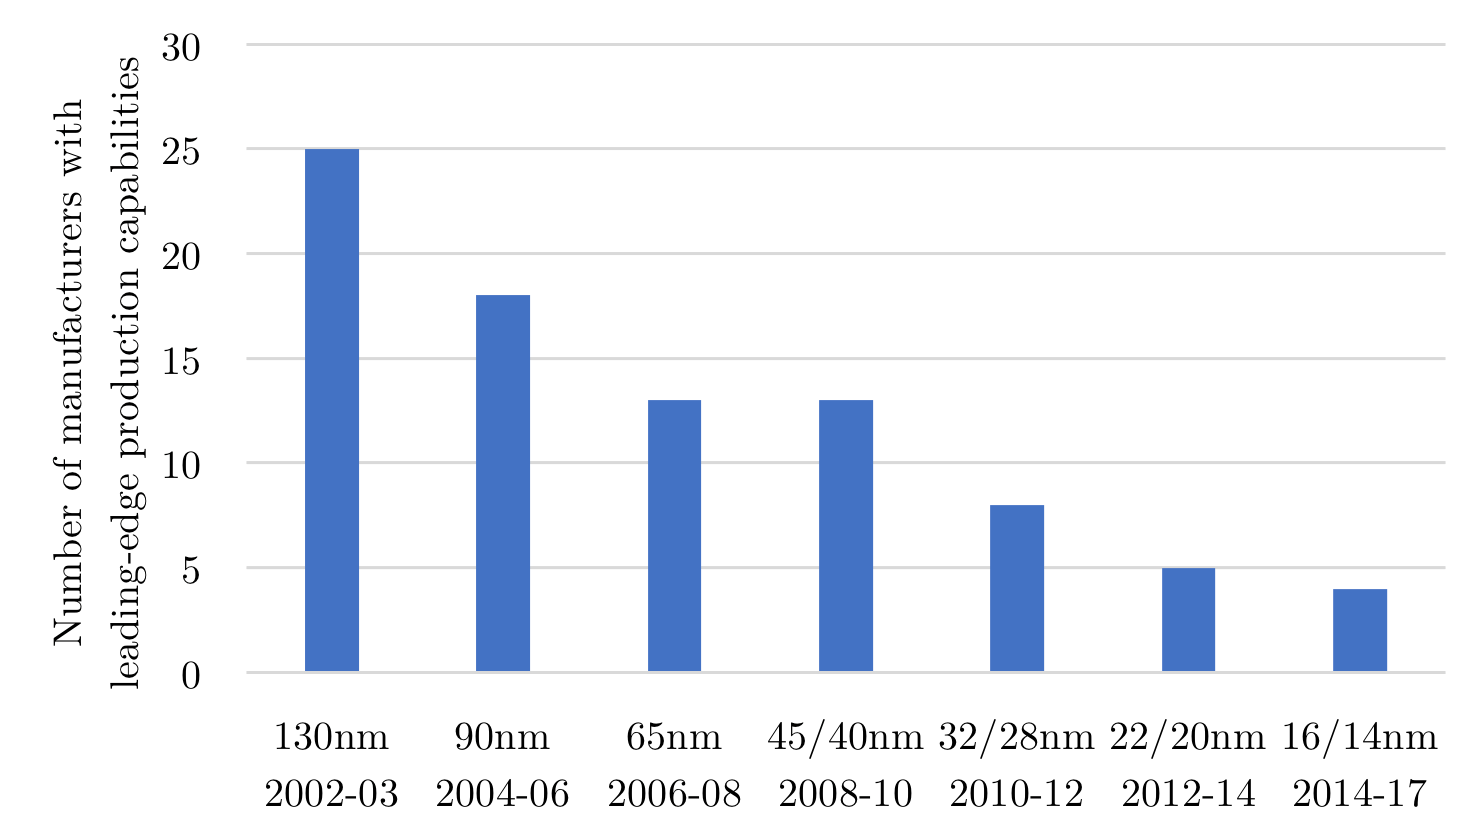 Number of manufacturers with
leading-edge production capabilities
30
25
20
15
10
5
0
130nm 90nm 65nm 45/40nm 32/28nm 22/20nm 16/14nm
2002-03 2004-06 2006-08 2008-10 2010-12 2012-14 2014-17